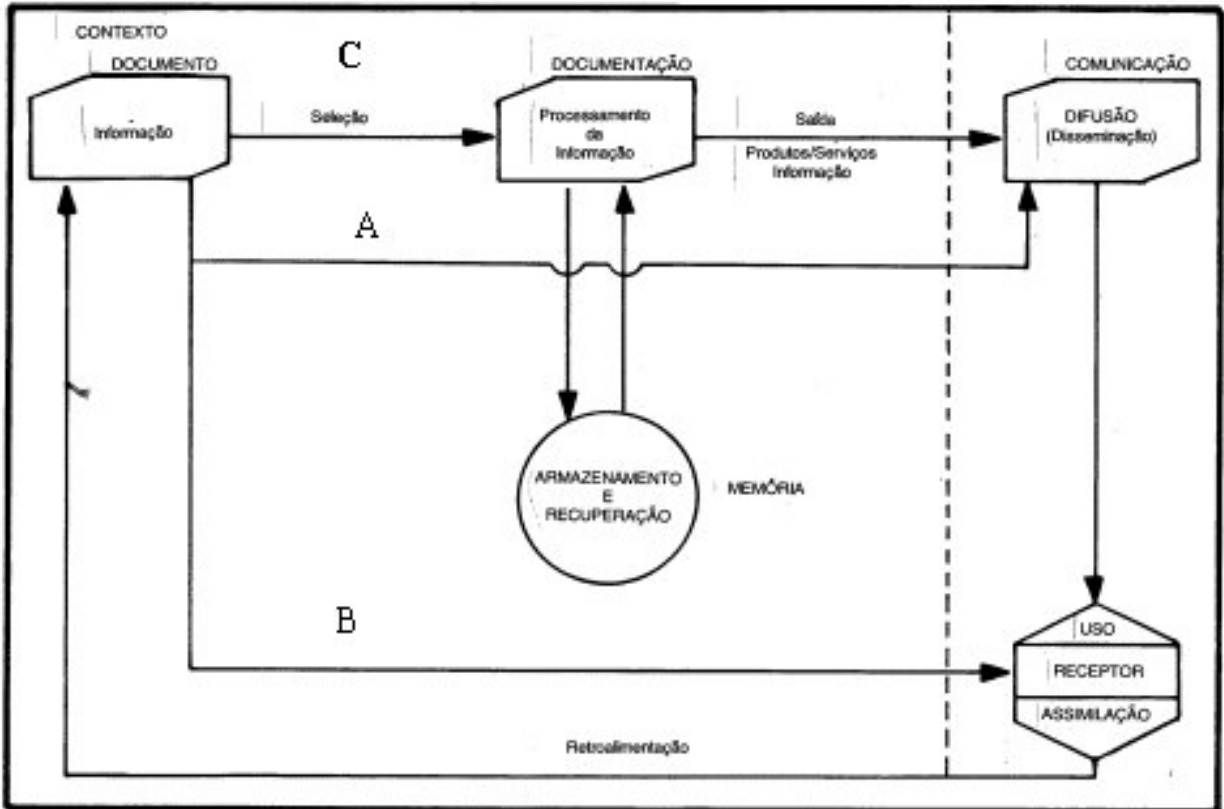 CONTEXTO
DOCUMENTO
Informação
C
Seleção
DOCUMENTAÇÃO
Processamento
da
Informação
Saída
Produtos/Serviços
Informação
COMUNICAÇÃO
DIFUSÃO
(Disseminação)
A
ARMAZENAMENTO
E
RECUPERAÇÃO
MEMÓRIA
B
USO
RECEPTOR
ASSIMILAÇÃO
Retroalimentação